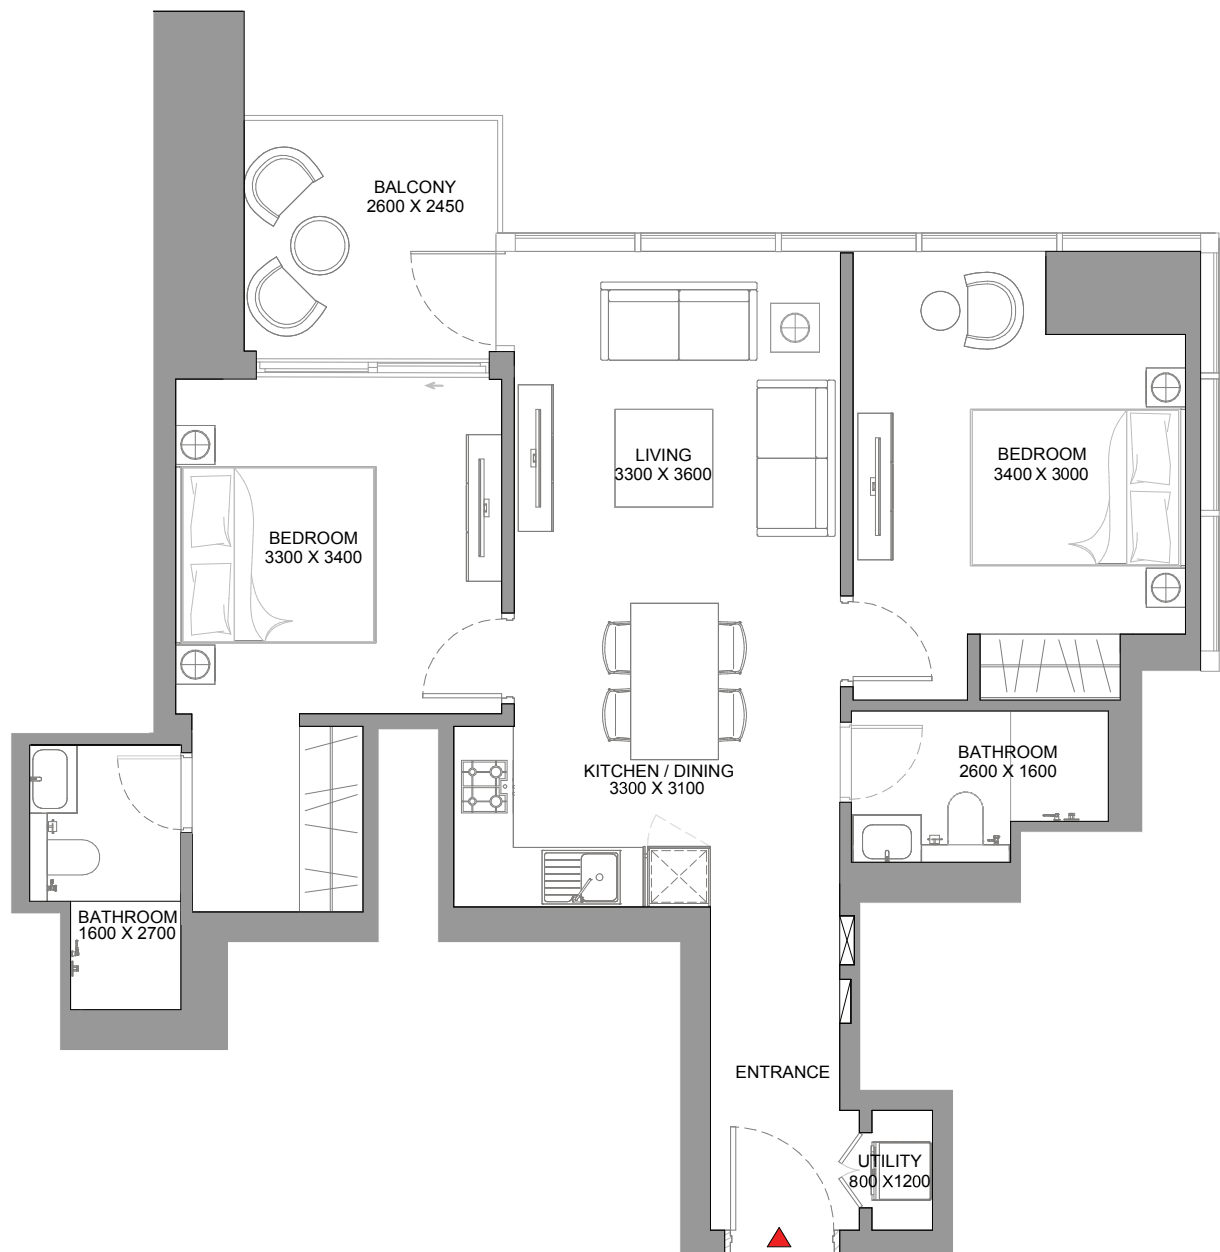 BALCONY
2600 X 2450
LIVING
3300 X 3600
BEDROOM
3400 X 3000
BEDROOM
3300 X 3400
BATHROOM
2600 X 1600
KITCHEN / DINING
3300 X 3100
BATHROOM
1600 X 2700
ENTRANCE
UTILITY
800 X1200